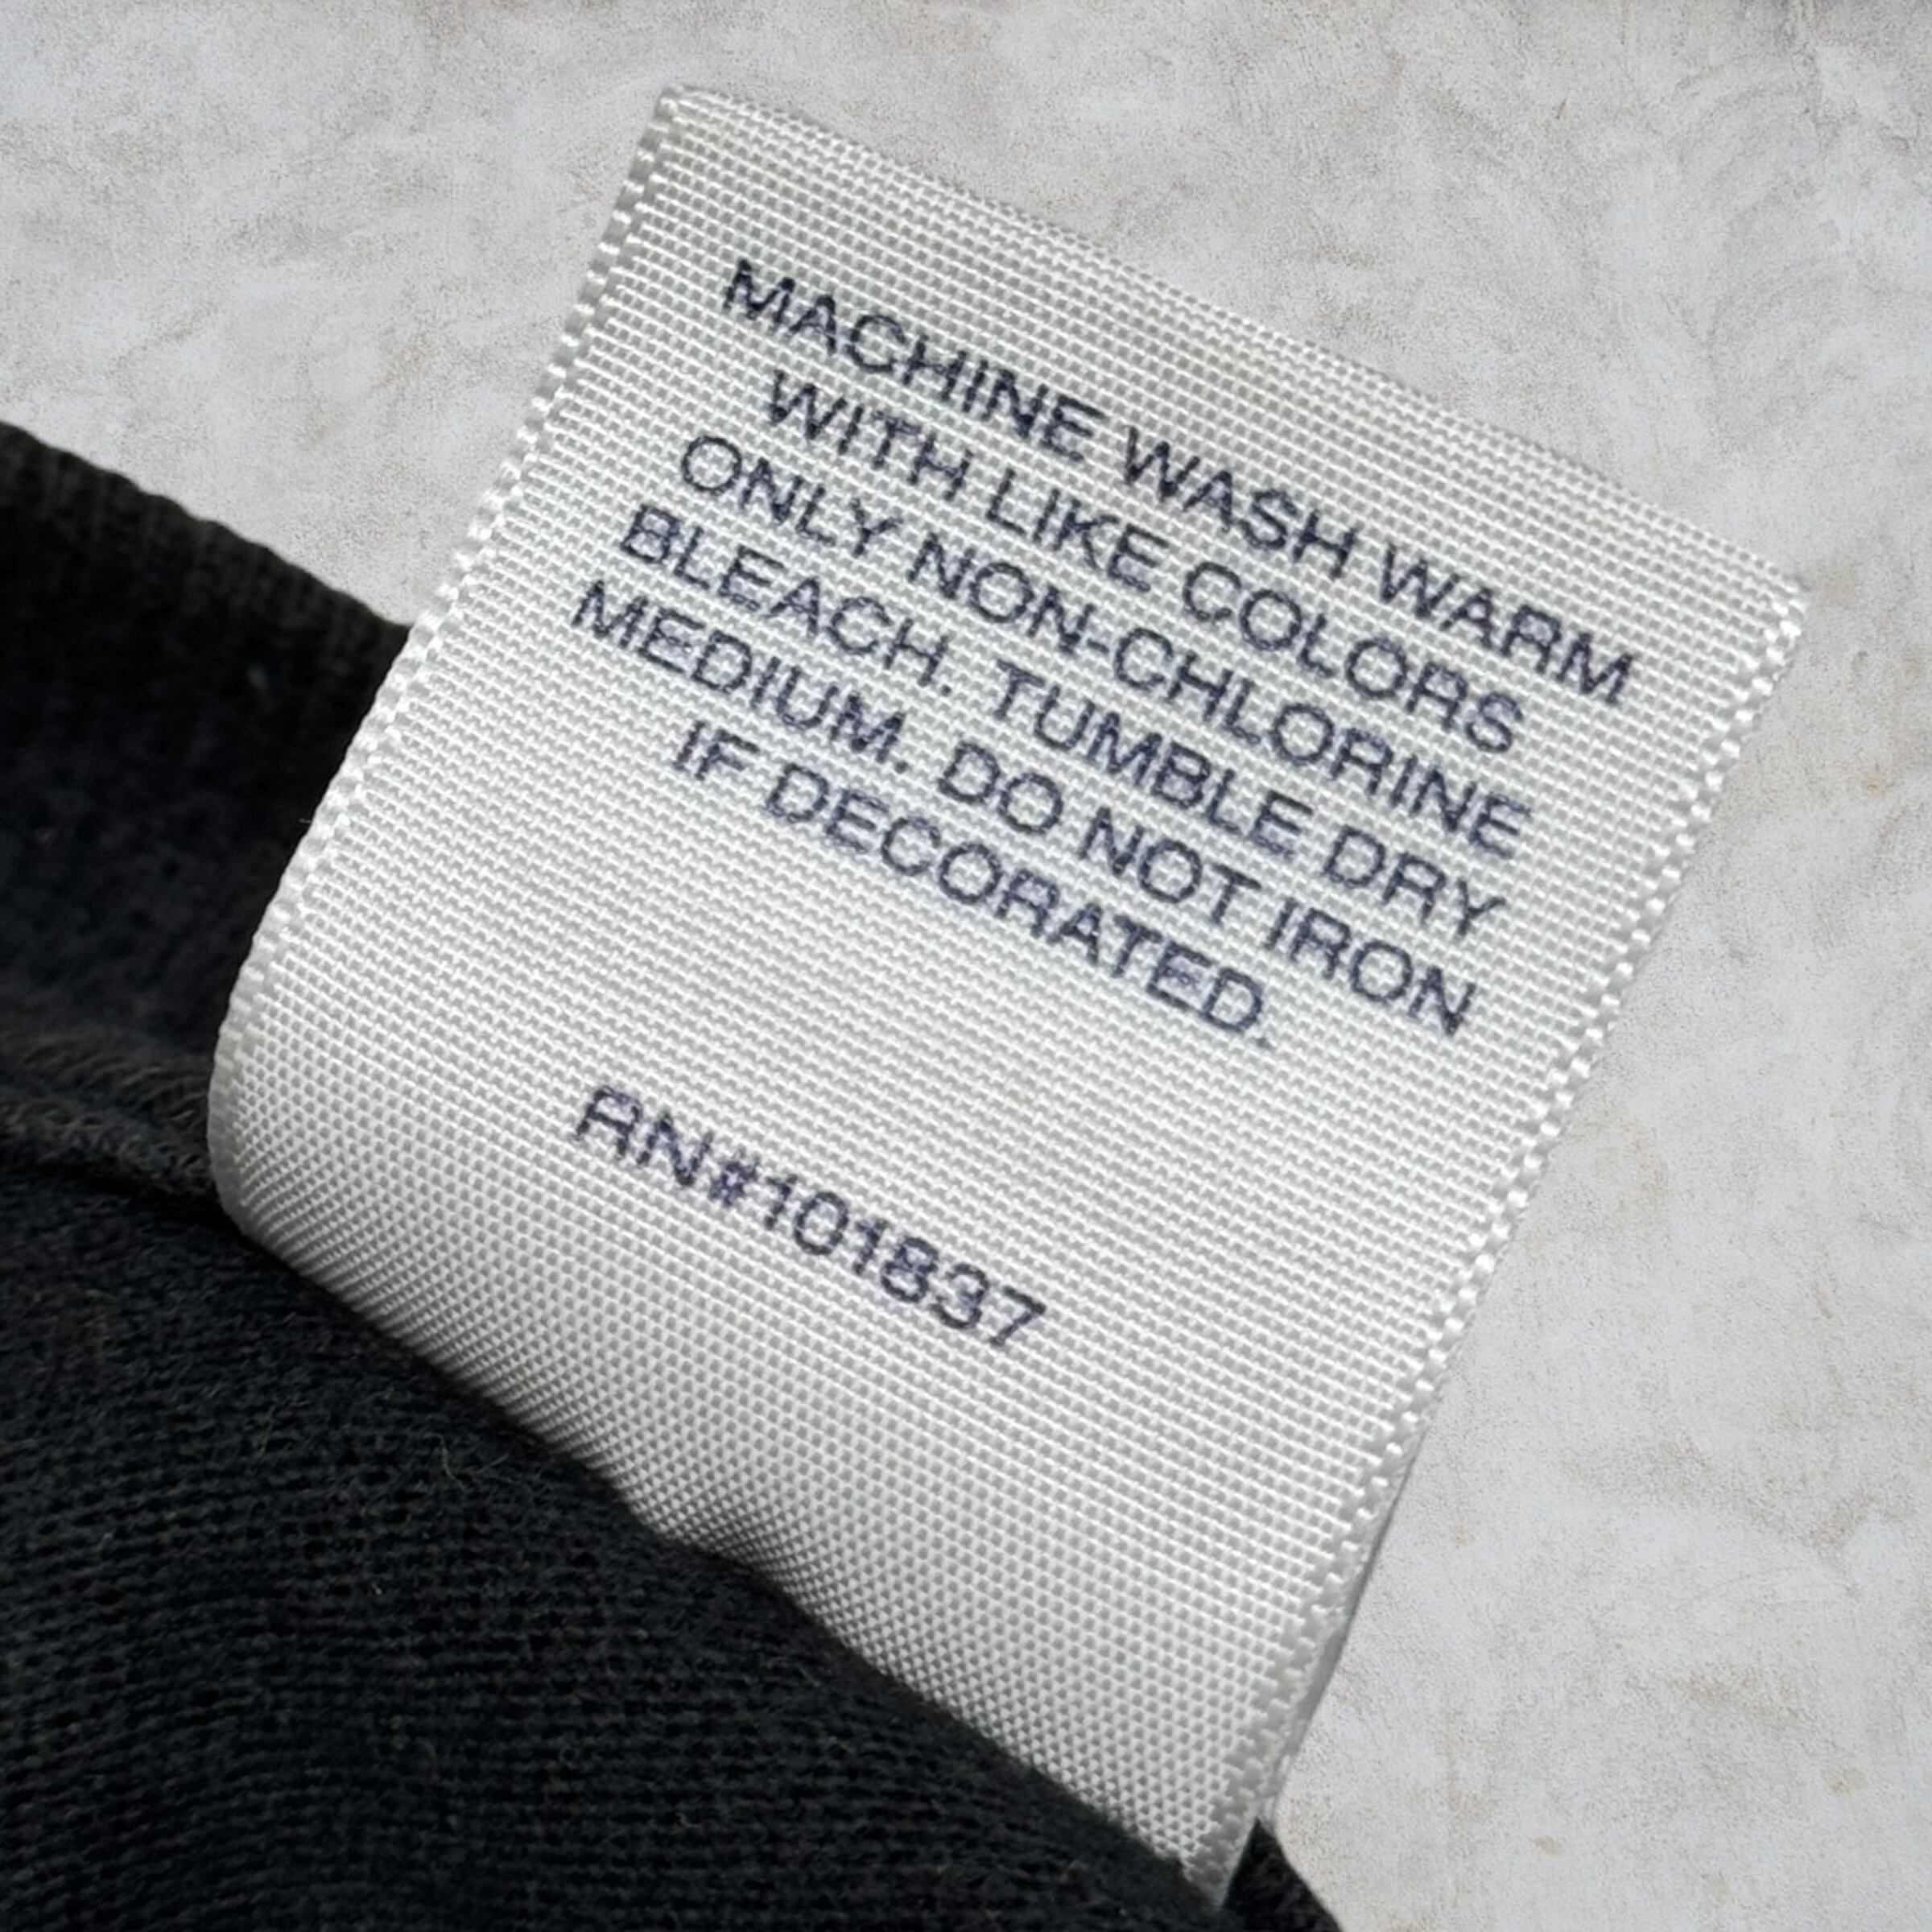 MACHINE WASH WARM
WITH LIKE COLORS
ONLY NON-CHLORINE
BLEACH. TUMBLE DRY
MEDIUM. DO NOT IRON
IF DECORATED.
RN#101837